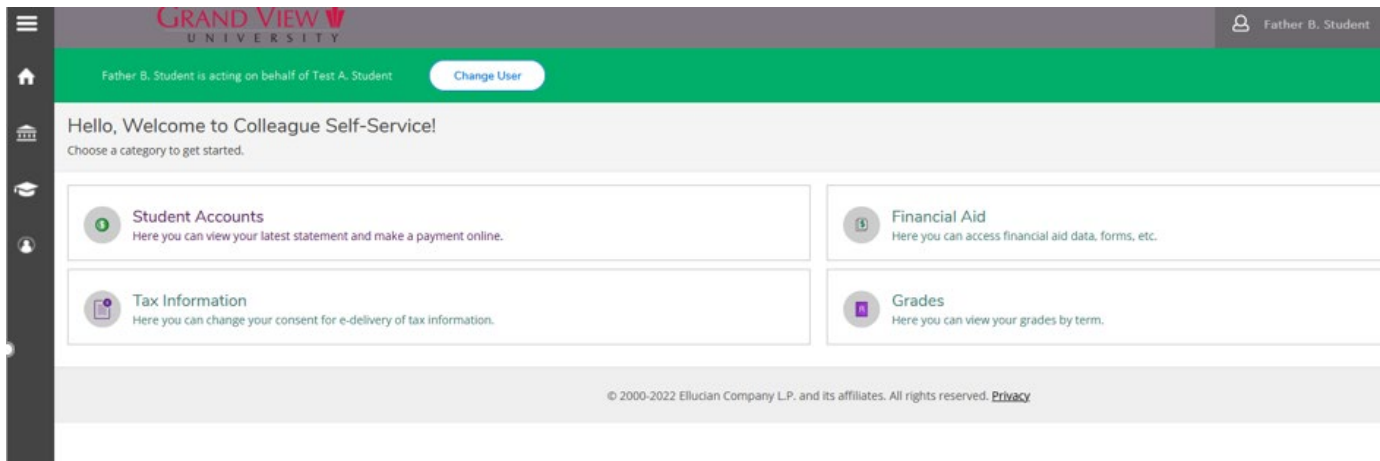 GRAND VIEW
UNIVERSITY
Father B. Student
Father B. Student is acting on behalf of Test A. Student
Change User
Hello, Welcome to Colleague Self-Service!
Choose a category to get started.
Student Accounts
Here you can view your latest statement and make a payment online.
Financial Aid
Here you can access financial aid data, forms, etc.
Tax Information
Here you can change your consent for e-delivery of tax information.
Grades
Here you can view your grades by term.
© 2000-2022 Ellucian Company L.P. and its affiliates. All rights reserved. Privacy